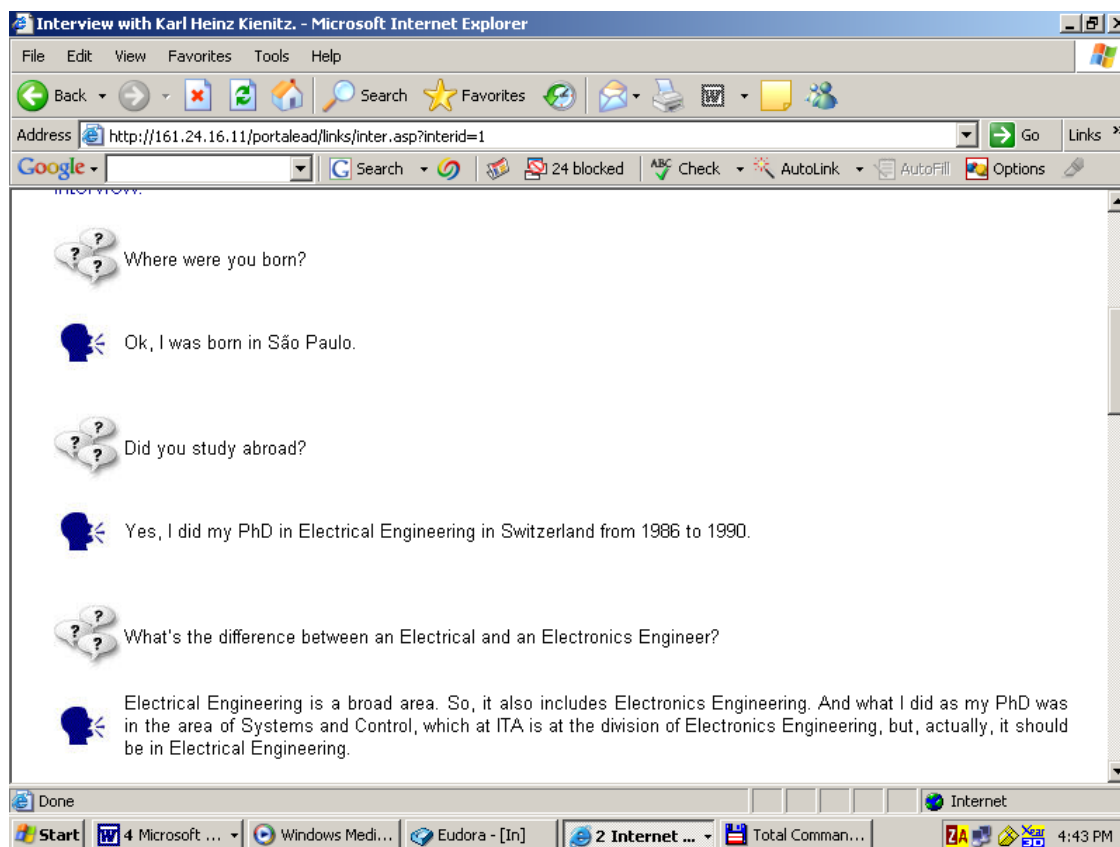 Interview with Karl Heinz Kienitz. - Microsoft Internet Explorer
File Edit View Favorites Tools Help
Back Search Favorites
Address http://161.24.16.11/portalead/links/inter.asp?interid=1 Go Links »
Google G Search 24 blocked ABC Check AutoLink AutoFill Options
interview.
? ? ? Where were you born?
Ok, I was born in São Paulo.
? ? ? Did you study abroad?
Yes, I did my PhD in Electrical Engineering in Switzerland from 1986 to 1990.
? ? ? What's the difference between an Electrical and an Electronics Engineer?
Electrical Engineering is a broad area. So, it also includes Electronics Engineering. And what I did as my PhD was
in the area of Systems and Control, which at ITA is at the division of Electronics Engineering, but, actually, it should
be in Electrical Engineering.
Done Internet
Start W 4 Microsoft ... Windows Medi... Eudora - [In] 2 Internet ... Total Comman... ZA Year 3D 4:43 PM